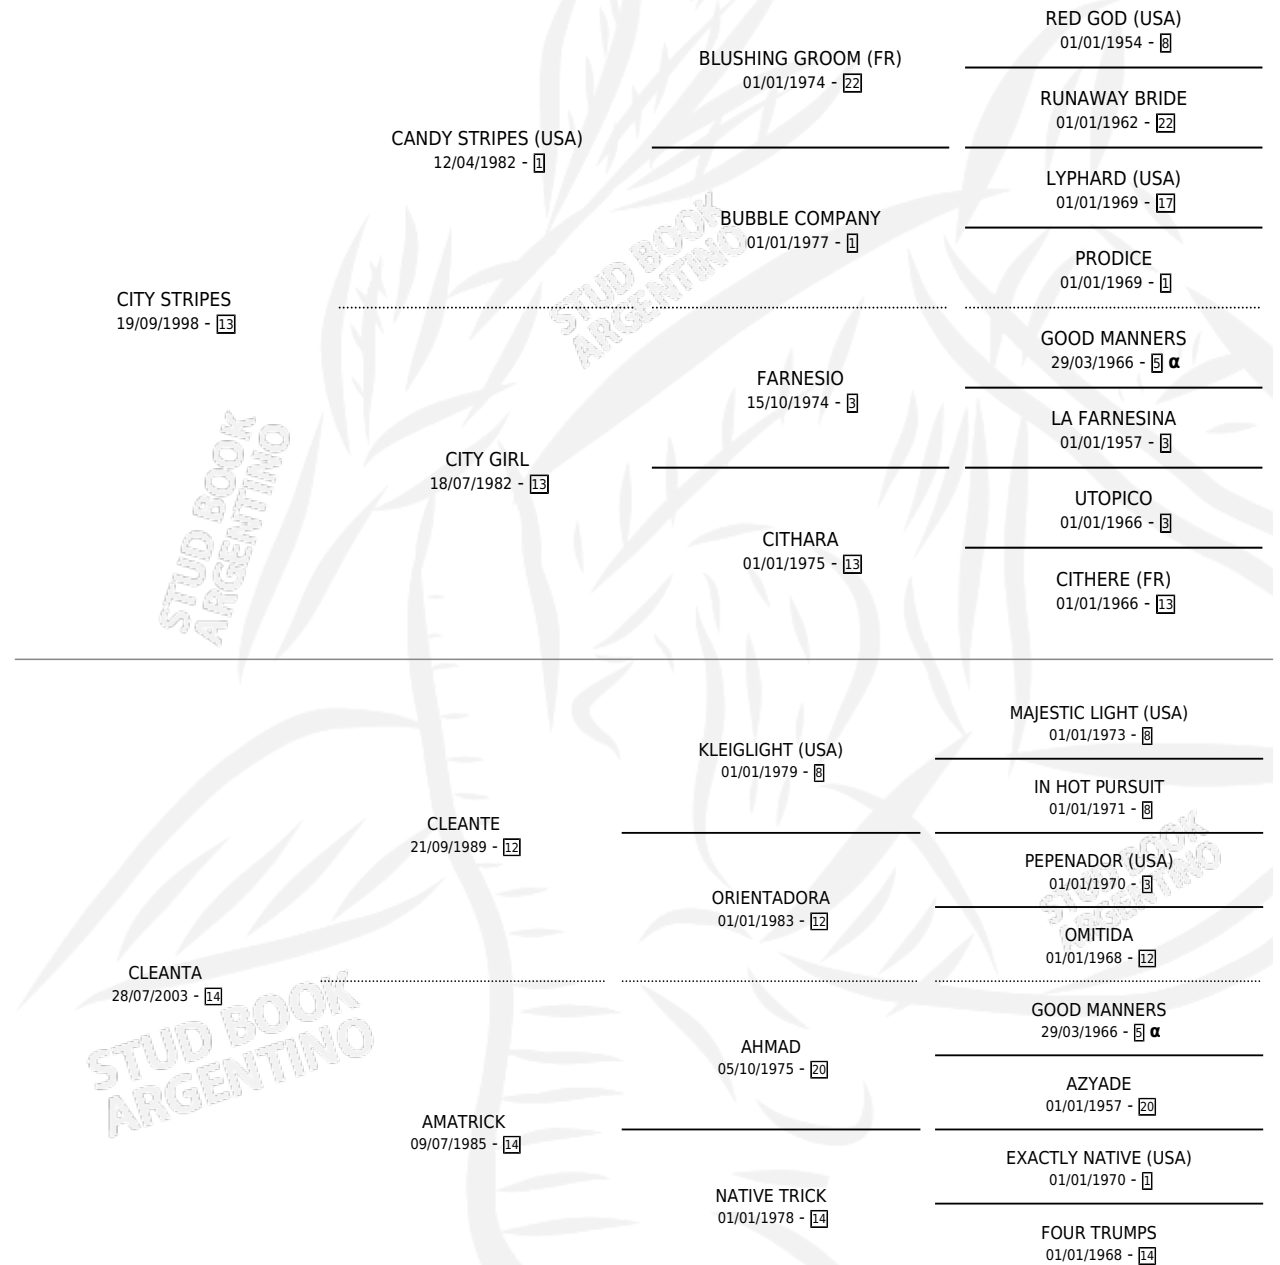 RED GOD (USA)
01/01/1954 - 8
BLUSHING GROOM (FR)
01/01/1974 - 22
RUNAWAY BRIDE
01/01/1962 - 22
CANDY STRIPES (USA)
12/04/1982 - 1
LYPHARD (USA)
01/01/1969 - 17
BUBBLE COMPANY
01/01/1977 - 1
PRODICE
01/01/1969 - 1
CITY STRIPES
19/09/1998 - 13
GOOD MANNERS
29/03/1966 - 5 α
FARNESIO
15/10/1974 - 3
LA FARNESINA
01/01/1957 - 3
CITY GIRL
18/07/1982 - 13
UTOPICO
01/01/1966 - 3
CITHARA
01/01/1975 - 13
CITHERE (FR)
01/01/1966 - 13
MAJESTIC LIGHT (USA)
01/01/1973 - 8
KLEIGLIGHT (USA)
01/01/1979 - 8
IN HOT PURSUIT
01/01/1971 - 8
CLEANTE
21/09/1989 - 12
PEPENADOR (USA)
01/01/1970 - 3
ORIENTADORA
01/01/1983 - 12
OMITIDA
01/01/1968 - 12
CLEANTA
28/07/2003 - 14
GOOD MANNERS
29/03/1966 - 5 α
AHMAD
05/10/1975 - 20
AZYADE
01/01/1957 - 20
AMATRICK
09/07/1985 - 14
EXACTLY NATIVE (USA)
01/01/1970 - 1
NATIVE TRICK
01/01/1978 - 14
FOUR TRUMPS
01/01/1968 - 14
STUD BOOK
ARGENTINO
STUD BOOK
ARGENTINO
STUD BOOK
ARGENTINO
STUD BOOK
ARGENTINO